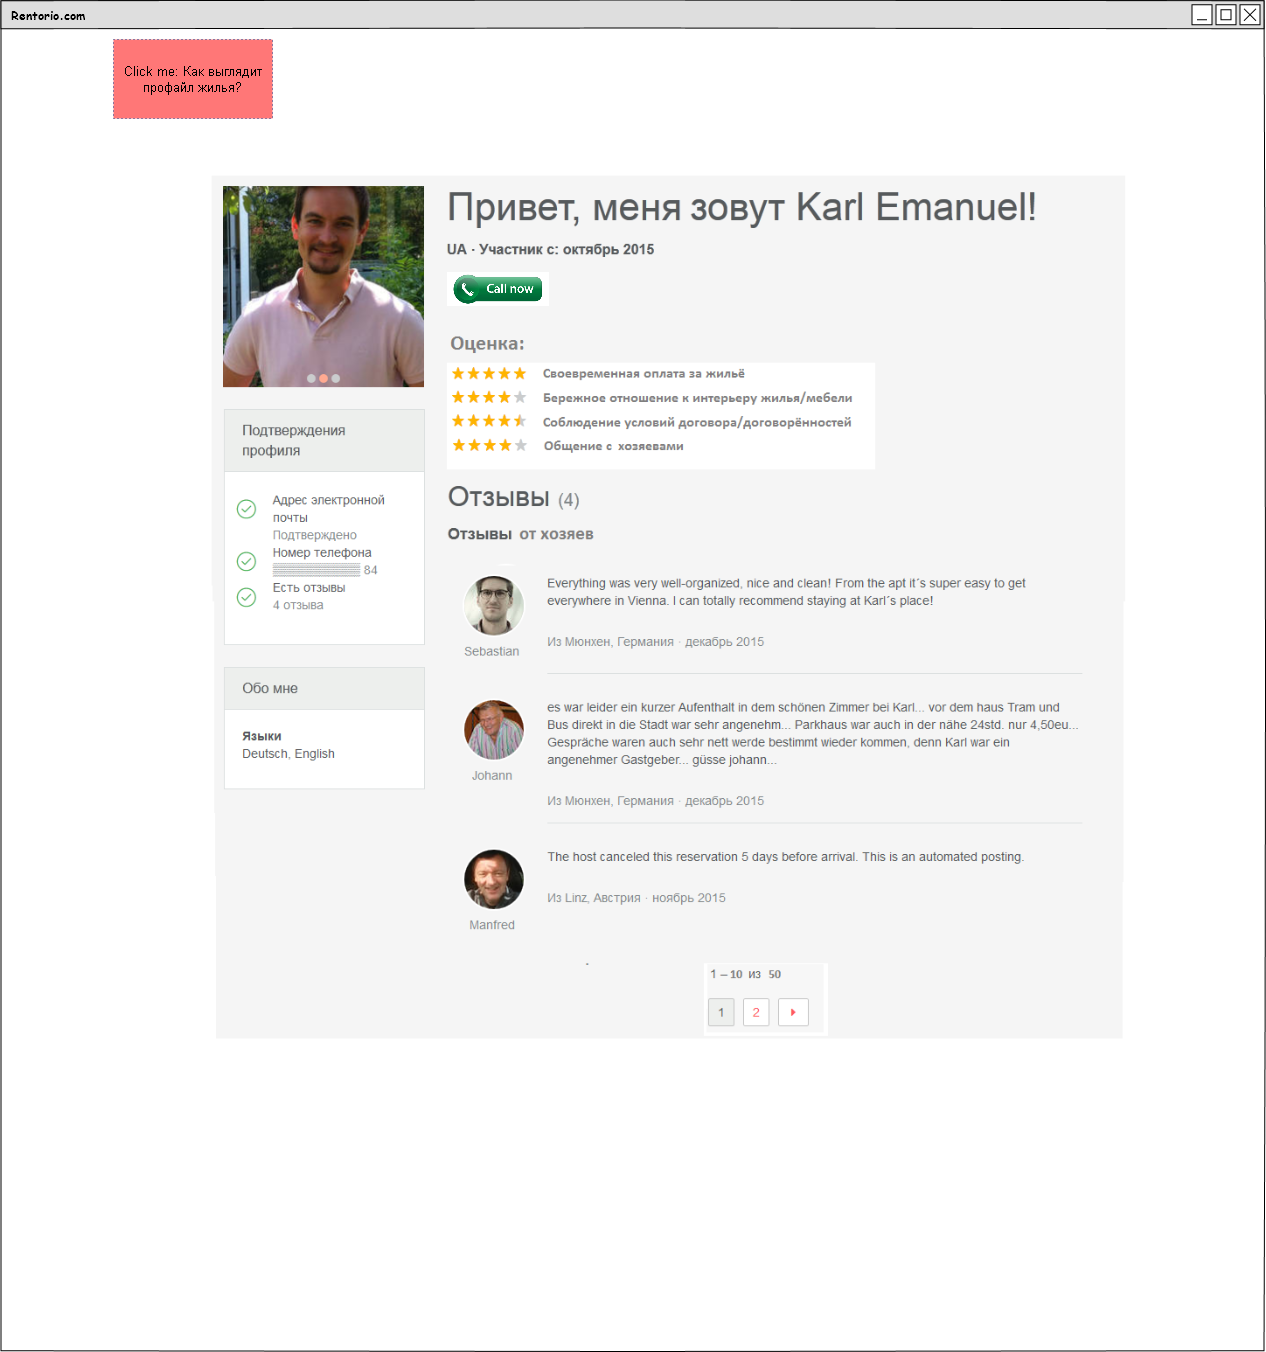 Rentorio.com
Click me: Как выглядит
профайл жилья?
Привет, меня зовут Karl Emanuel!
UA · Участник с: октябрь 2015
Call now
Оценка:
Своевременная оплата за жильё
Бережное отношение к интерьеру жилья/мебели
Соблюдение условий договора/договорённостей
Общение с хозяевами
Подтверждения
профиля
Адрес электронной
почты
Подтверждено
Номер телефона
84
Есть отзывы
4 отзыва
Обо мне
Языки
Deutsch, English
Отзывы (4)
Отзывы от хозяев
Everything was very well-organized, nice and clean! From the apt it´s super easy to get
everywhere in Vienna. I can totally recommend staying at Karl´s place!
Из Мюнхен, Германия · декабрь 2015
Sebastian
es war leider ein kurzer Aufenthalt in dem schönen Zimmer bei Karl... vor dem haus Tram und
Bus direkt in die Stadt war sehr angenehm... Parkhaus war auch in der nähe 24std. nur 4,50eu...
Gespräche waren auch sehr nett werde bestimmt wieder kommen, denn Karl war ein
angenehmer Gastgeber... güsse johann...
Johann
Из Мюнхен, Германия · декабрь 2015
The host canceled this reservation 5 days before arrival. This is an automated posting.
Из Linz, Австрия · ноябрь 2015
Manfred
1 – 10 из 50
1 2